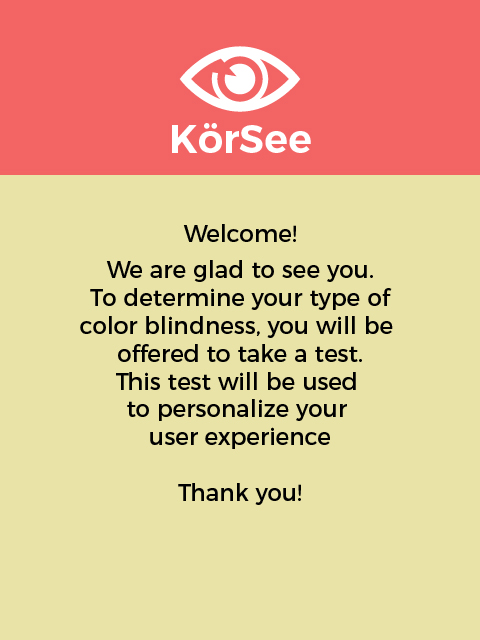 KörSee
Welcome!
We are glad to see you.
To determine your type of
color blindness, you will be
offered to take a test.
This test will be used
to personalize your
user experience
Thank you!